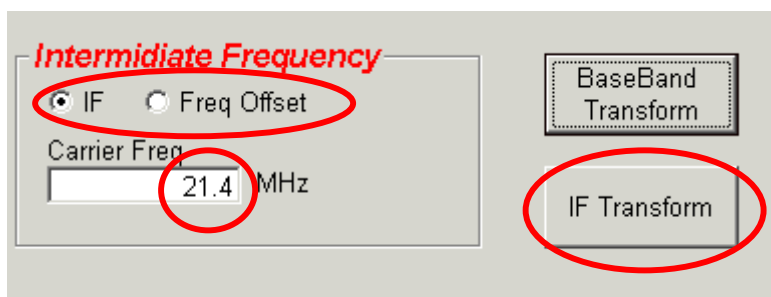 Intermidiate Frequency
IF Freq Offset
Carrier Freq
21.4 MHz
BaseBand
Transform
IF Transform